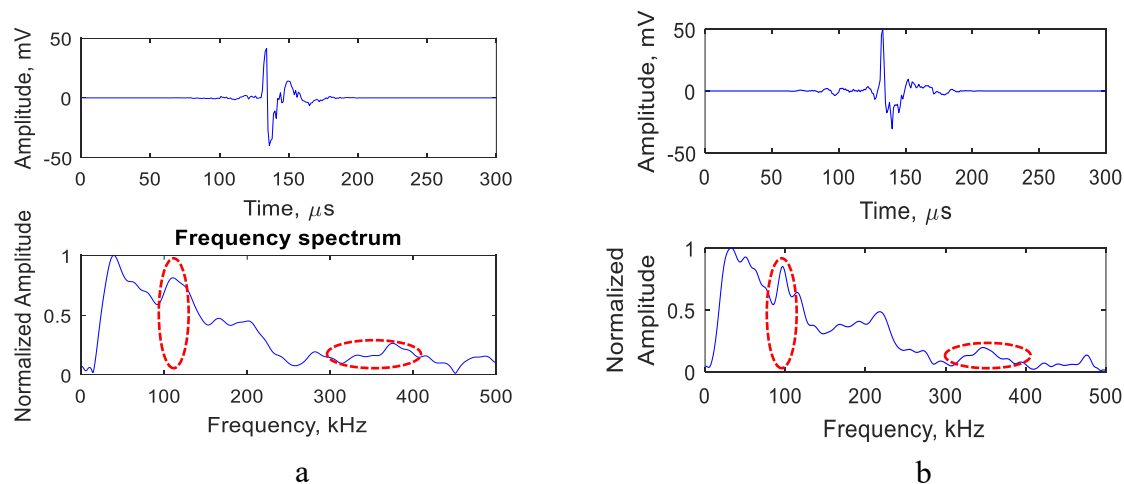 50
0
-50
Amplitude, mV
0 50 100 150 200 250 300
Time, μs
Frequency spectrum
1
0.5
0
Normalized Amplitude
0 100 200 300 400 500
Frequency, kHz
a
50
0
-50
Amplitude, mV
0 50 100 150 200 250 300
Time, μs
1
0.5
0
Normalized
Amplitude
0 100 200 300 400 500
Frequency, kHz
b